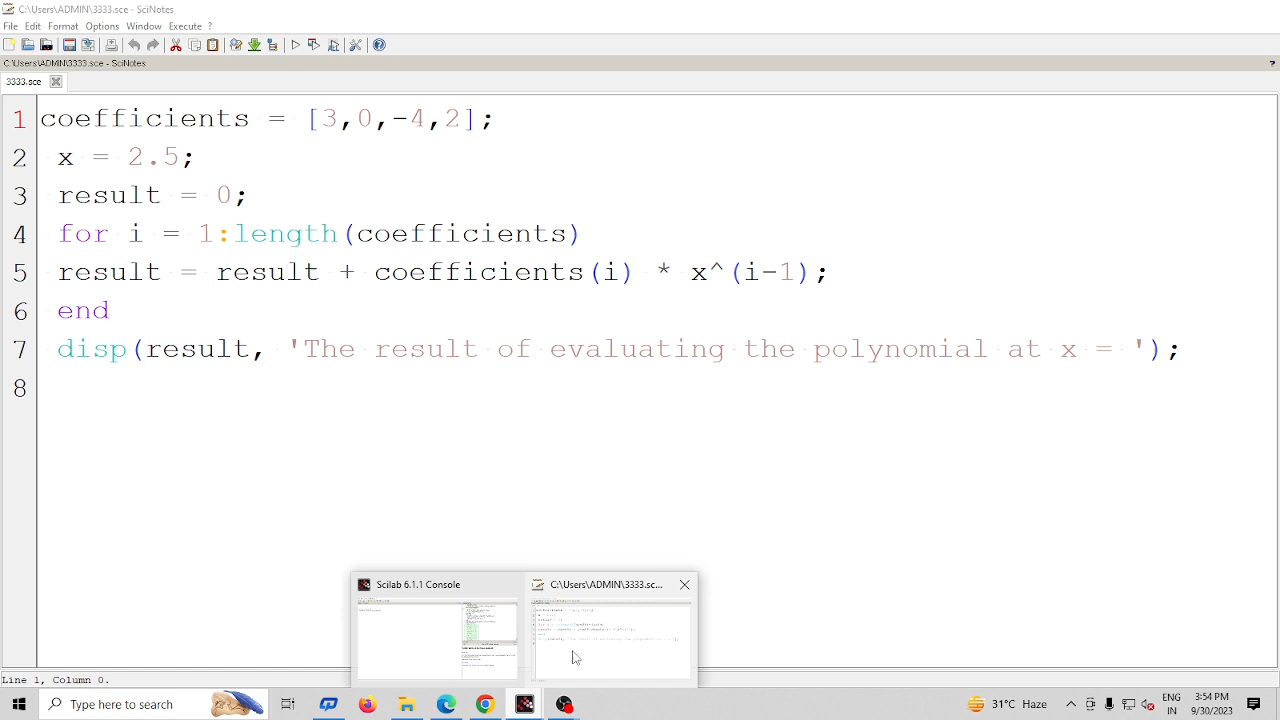 C:\Users\ADMIN\3333.sce - SciNotes
File Edit Format Options Window Execute ?
C:\Users\ADMIN\3333.sce - SciNotes ?
3333.sce
1 coefficients = [3,0,-4,2];
2 x = 2.5;
3 result = 0;
4 for i = 1:length(coefficients)
5 result = result + coefficients(i) * x^(i-1);
6 end
7 disp(result, 'The result of evaluating the polynomial at x = ');
8
Scilab 6.1.1 Console
C:\Users\ADMIN\3333.sc...
Line 1, Column 0.
Type here to search
31°C Haze
ENG
IN
3:54 PM
9/30/2023